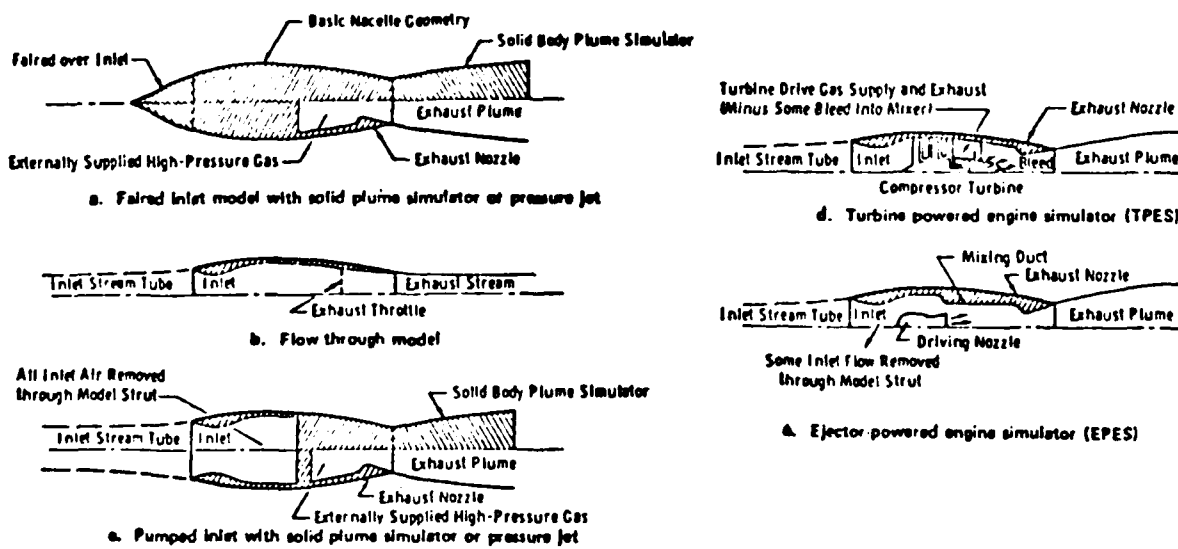 Basic Nacelle Geometry
Solid Body Plume Simulator
Faired over Inlet
Exhaust Plume
Externally Supplied High-Pressure Gas
Exhaust Nozzle
a. Faired inlet model with solid plume simulator or pressure jet
Inlet Stream Tube
Inlet
Exhaust Stream
Exhaust Throttle
b. Flow through model
All Inlet Air Removed
through Model Strut
Solid Body Plume Simulator
Inlet Stream Tube
Inlet
Exhaust Plume
Exhaust Nozzle
Externally Supplied High-Pressure Gas
c. Pumped inlet with solid plume simulator or pressure jet
Turbine Drive Gas Supply and Exhaust
(Minus Some Bleed Into Mixer)
Exhaust Nozzle
Inlet Stream Tube
Inlet
Bleed
Exhaust Plume
Compressor Turbine
d. Turbine powered engine simulator (TPES)
Mixing Duct
Exhaust Nozzle
Inlet Stream Tube
Inlet
Exhaust Plume
Driving Nozzle
Some Inlet Flow Removed
through Model Strut
e. Ejector-powered engine simulator (EPES)